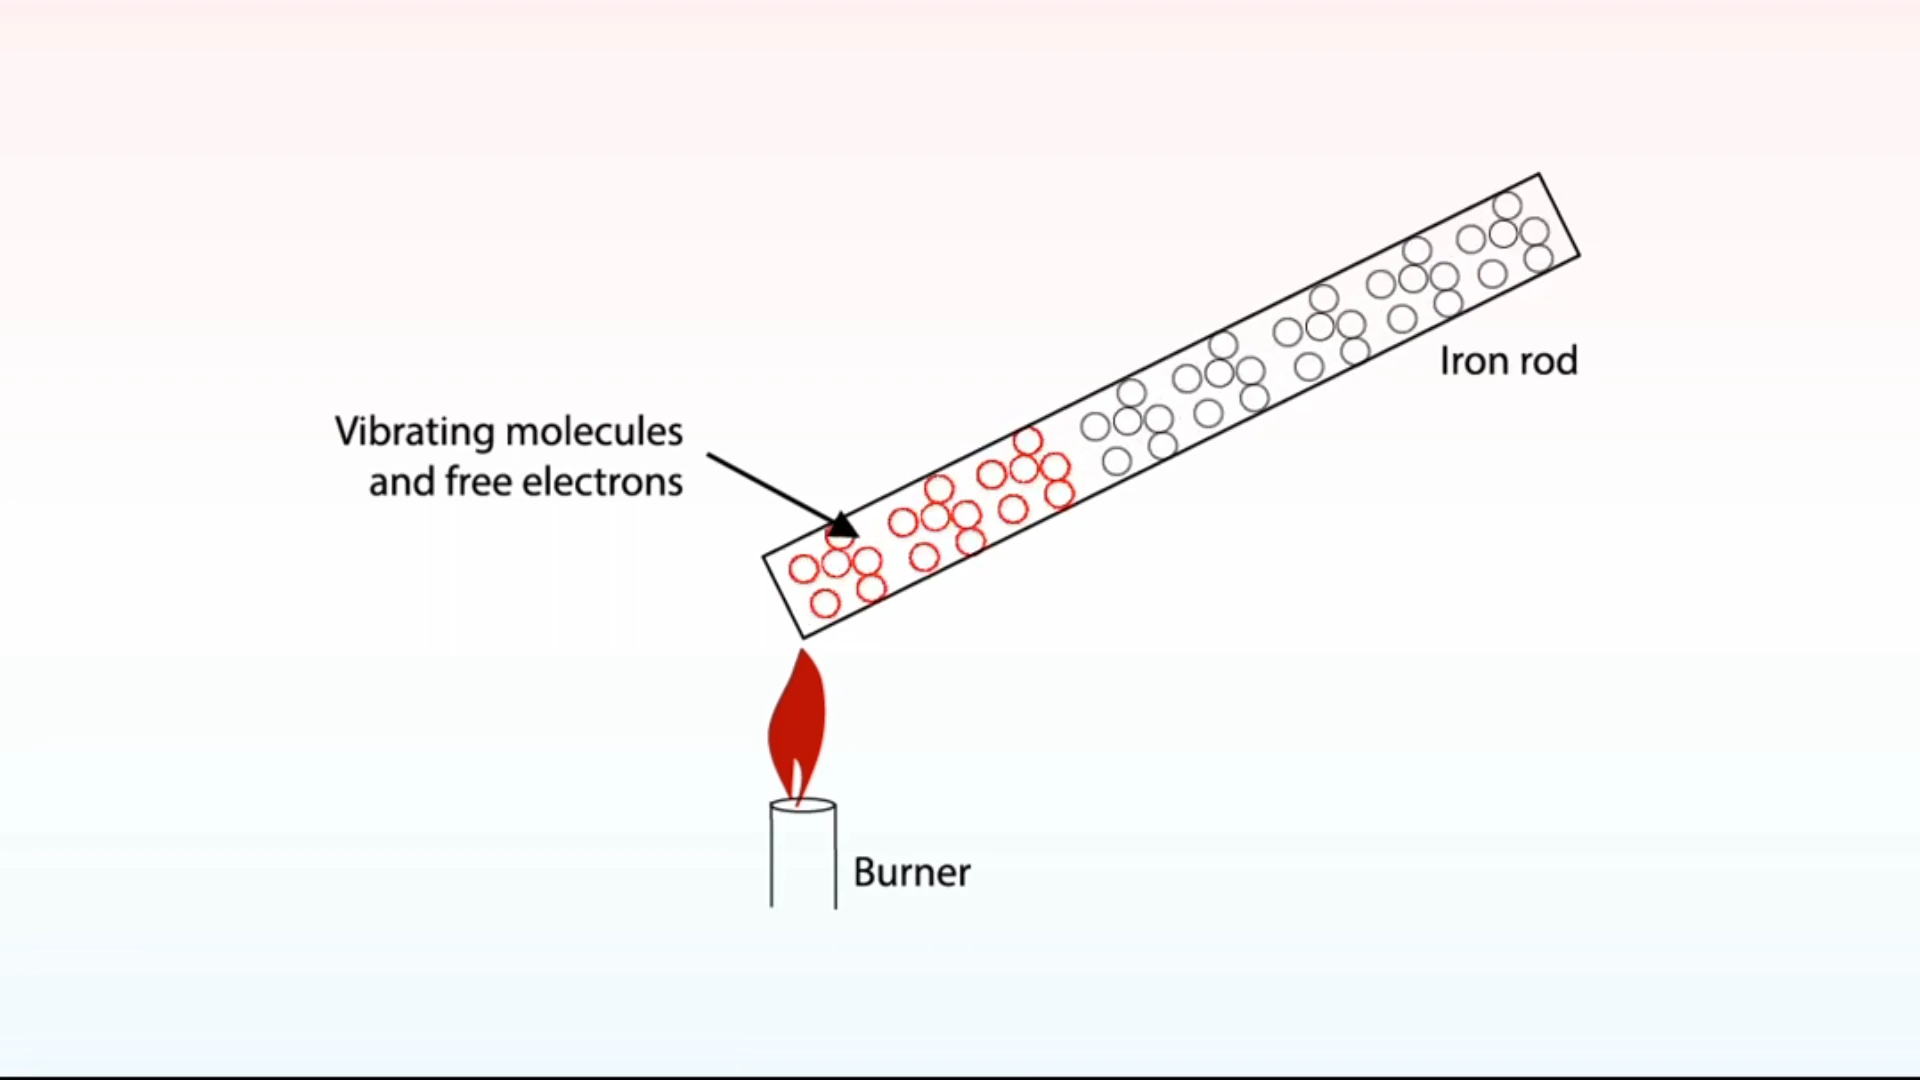 Iron rod
Vibrating molecules
and free electrons
Burner